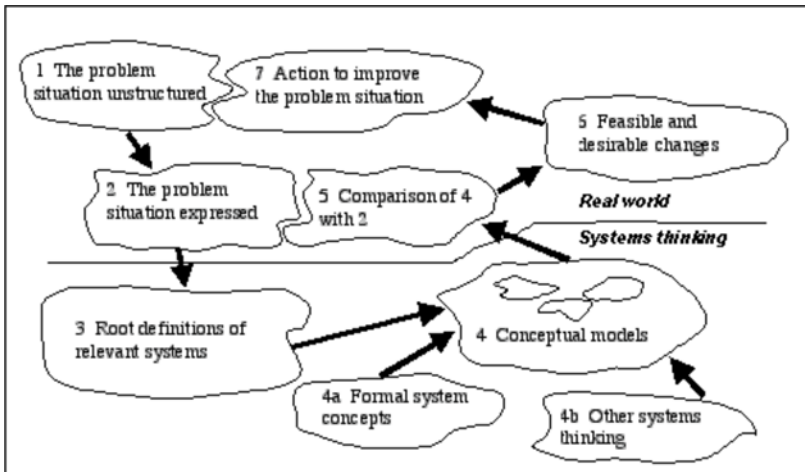 1 The problem
situation unstructured
7 Action to improve
the problem situation
5 Feasible and
desirable changes
2 The problem
situation expressed
5 Comparison of 4
with 2
Real world
Systems thinking
3 Root definitions of
relevant systems
4 Conceptual models
4a Formal system
concepts
4b Other systems
thinking